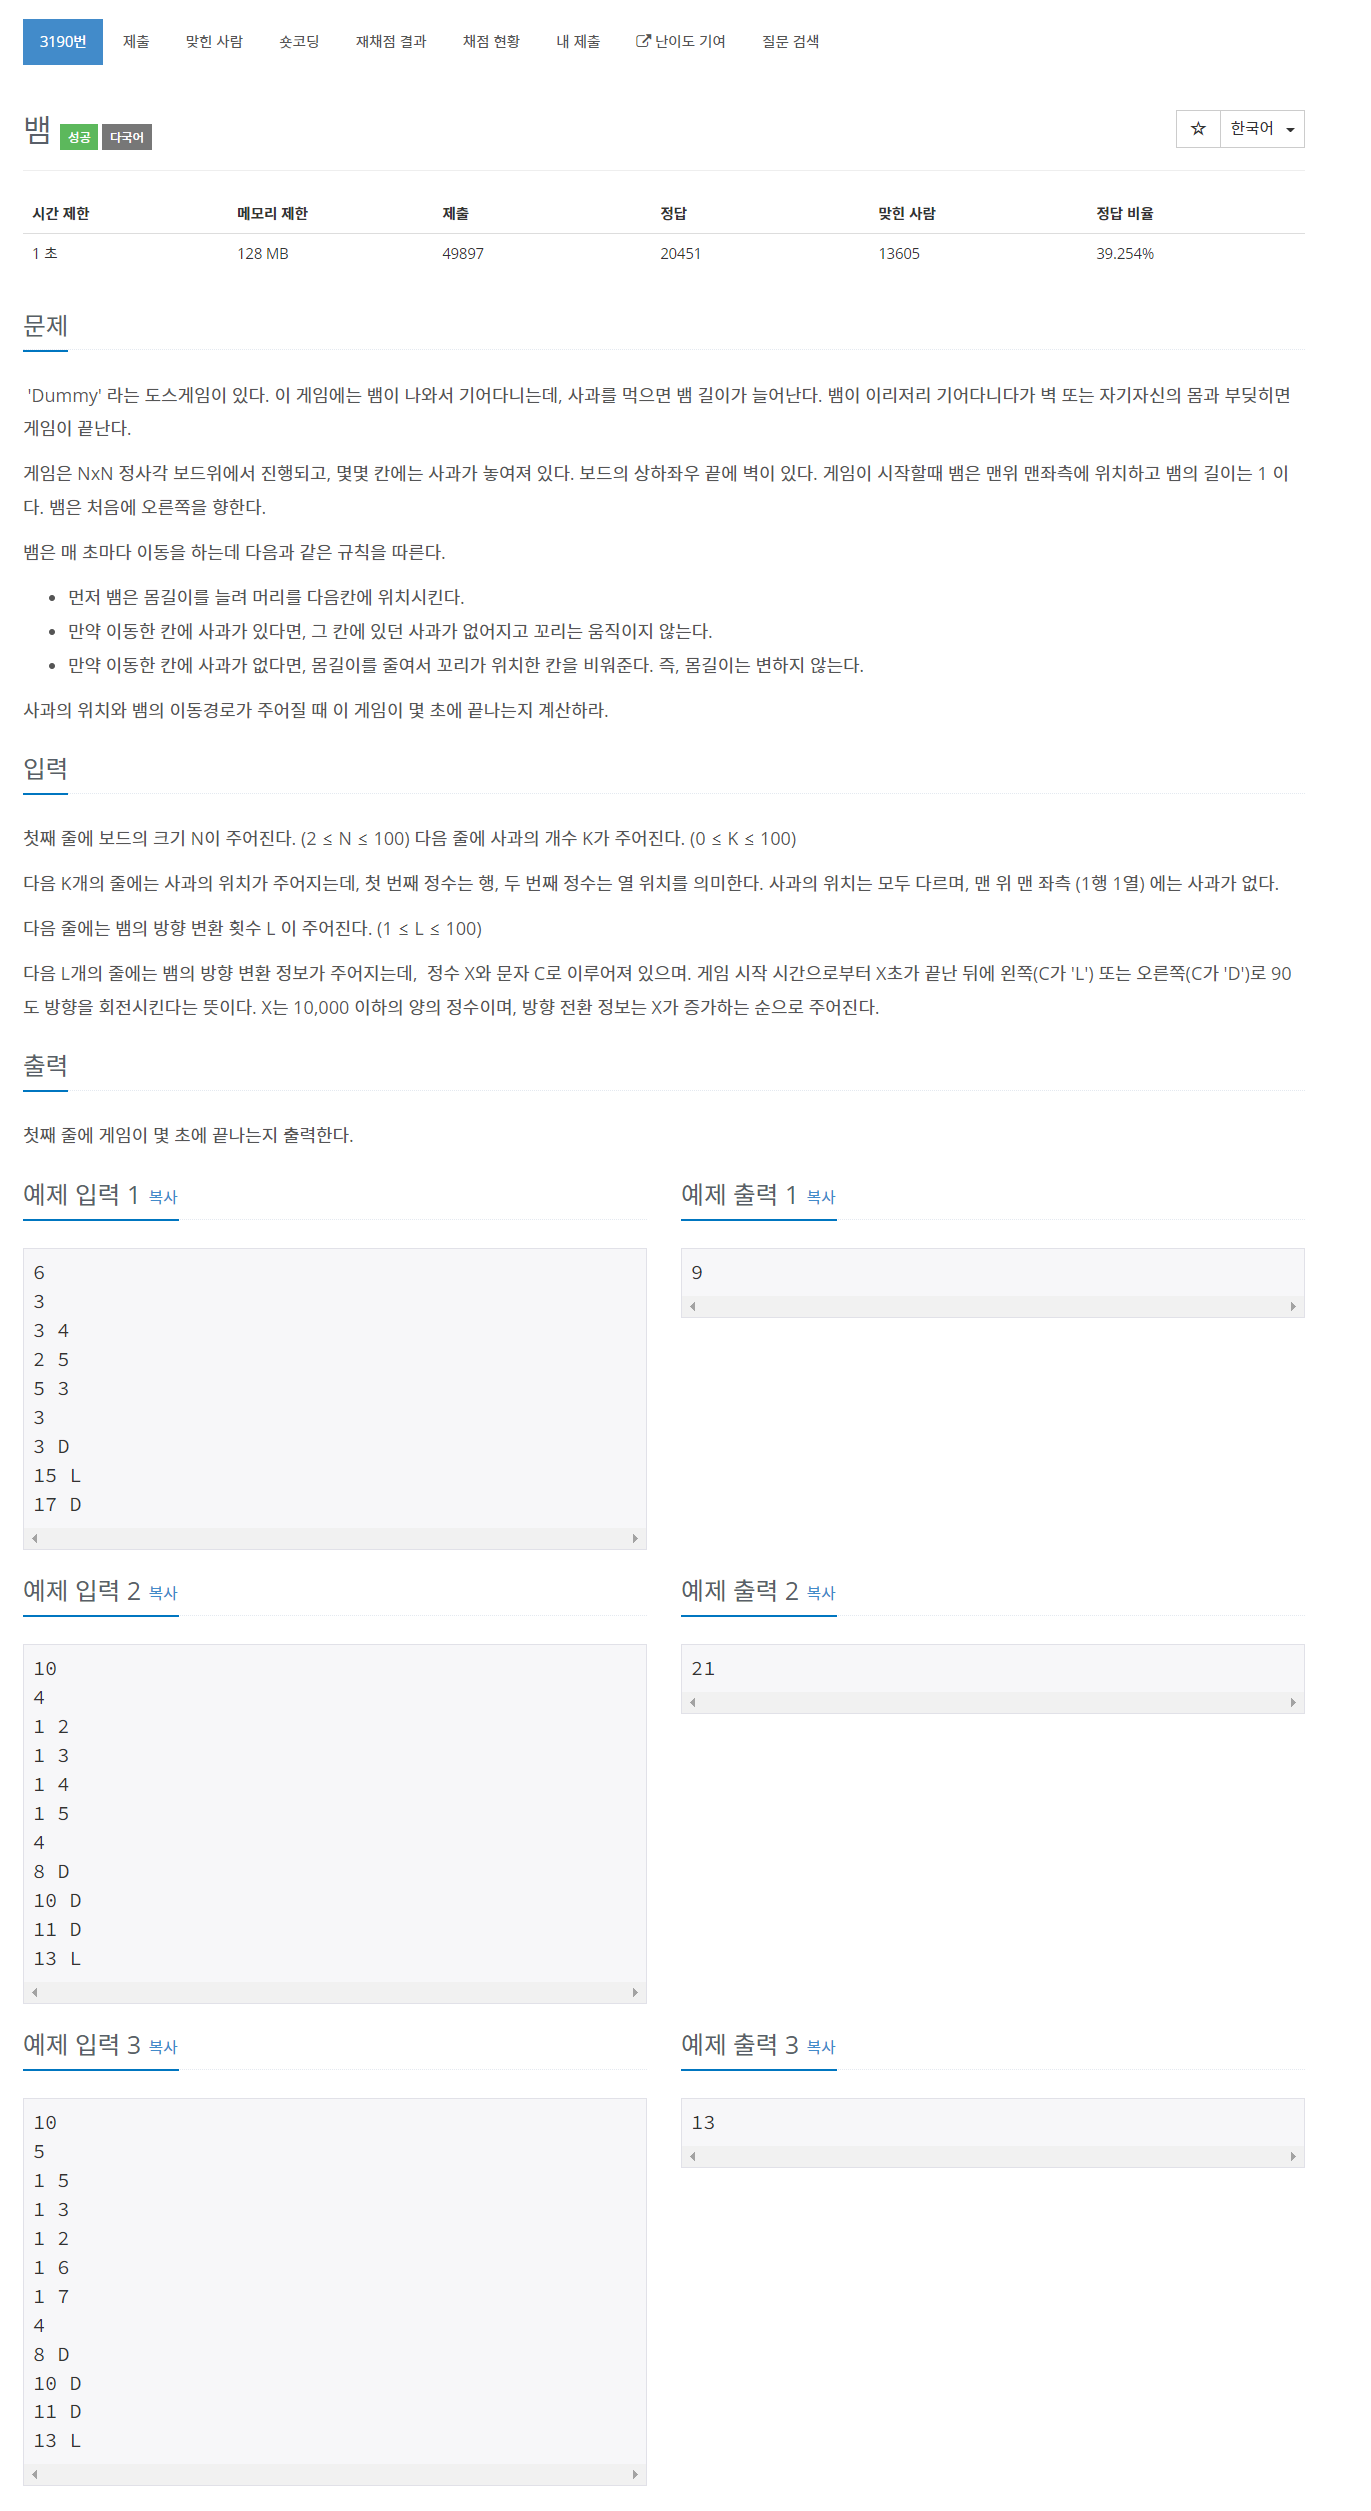 3190번 제출 맞힌 사람 숏코딩 재채점 결과 채점 현황 내 제출 난이도 기여 질문 검색
뱀 성공 다국어 한국어
시간 제한 메모리 제한 제출 정답 맞힌 사람 정답 비율
1 초 128 MB 49897 20451 13605 39.254%
문제
'Dummy' 라는 도스게임이 있다. 이 게임에는 뱀이 나와서 기어다니는데, 사과를 먹으면 뱀 길이가 늘어난다. 뱀이 이리저리 기어다니다가 벽 또는 자기자신의 몸과 부딪히면
게임이 끝난다.
게임은 NxN 정사각 보드위에서 진행되고, 몇몇 칸에는 사과가 놓여져 있다. 보드의 상하좌우 끝에 벽이 있다. 게임이 시작할때 뱀은 맨위 맨좌측에 위치하고 뱀의 길이는 1 이
다. 뱀은 처음에 오른쪽을 향한다.
뱀은 매 초마다 이동을 하는데 다음과 같은 규칙을 따른다.
• 먼저 뱀은 몸길이를 늘려 머리를 다음칸에 위치시킨다.
• 만약 이동한 칸에 사과가 있다면, 그 칸에 있던 사과가 없어지고 꼬리는 움직이지 않는다.
• 만약 이동한 칸에 사과가 없다면, 몸길이를 줄여서 꼬리가 위치한 칸을 비워준다. 즉, 몸길이는 변하지 않는다.
사과의 위치와 뱀의 이동경로가 주어질 때 이 게임이 몇 초에 끝나는지 계산하라.
입력
첫째 줄에 보드의 크기 N이 주어진다. (2 ≤ N ≤ 100) 다음 줄에 사과의 개수 K가 주어진다. (0 ≤ K ≤ 100)
다음 K개의 줄에는 사과의 위치가 주어지는데, 첫 번째 정수는 행, 두 번째 정수는 열 위치를 의미한다. 사과의 위치는 모두 다르며, 맨 위 맨 좌측 (1행 1열) 에는 사과가 없다.
다음 줄에는 뱀의 방향 변환 횟수 L 이 주어진다. (1 ≤ L ≤ 100)
다음 L개의 줄에는 뱀의 방향 변환 정보가 주어지는데,  정수 X와 문자 C로 이루어져 있으며. 게임 시작 시간으로부터 X초가 끝난 뒤에 왼쪽(C가 'L') 또는 오른쪽(C가 'D')로 90
도 방향을 회전시킨다는 뜻이다. X는 10,000 이하의 양의 정수이며, 방향 전환 정보는 X가 증가하는 순으로 주어진다.
출력
첫째 줄에 게임이 몇 초에 끝나는지 출력한다.
예제 입력 1 복사
6
3
3 4
2 5
5 3
3
3 D
15 L
17 D
예제 출력 1 복사
9
예제 입력 2 복사
10
4
1 2
1 3
1 4
1 5
4
8 D
10 D
11 D
13 L
예제 출력 2 복사
21
예제 입력 3 복사
10
5
1 5
1 3
1 2
1 6
1 7
4
8 D
10 D
11 D
13 L
예제 출력 3 복사
13